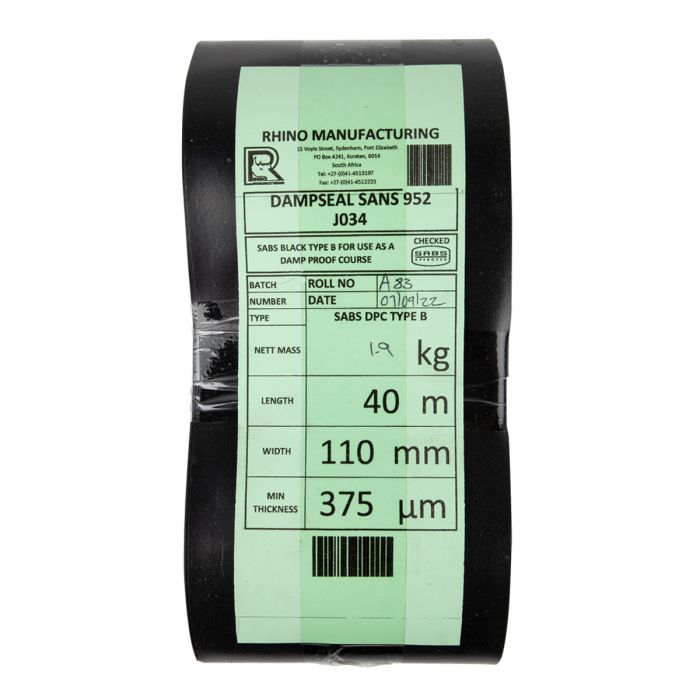 RHINO MANUFACTURING
15 Voyle Street, Sydenham, Port Elizabeth
PO Box 4241, Korsten, 6014
South Africa
Tel: +27-(0)41-4513197
Fax: +27-(0)41-4512223
R
RHINO
MANUFACTURING
DAMPSEAL SANS 952
J034
SABS BLACK TYPE B FOR USE AS A
DAMP PROOF COURSE
CHECKED
SABS
APPROVED
BATCH ROLL NO A83
NUMBER DATE 07/09/22
TYPE SABS DPC TYPE B
NETT MASS 1.9 kg
LENGTH 40 m
WIDTH 110 mm
MIN
THICKNESS 375 µm